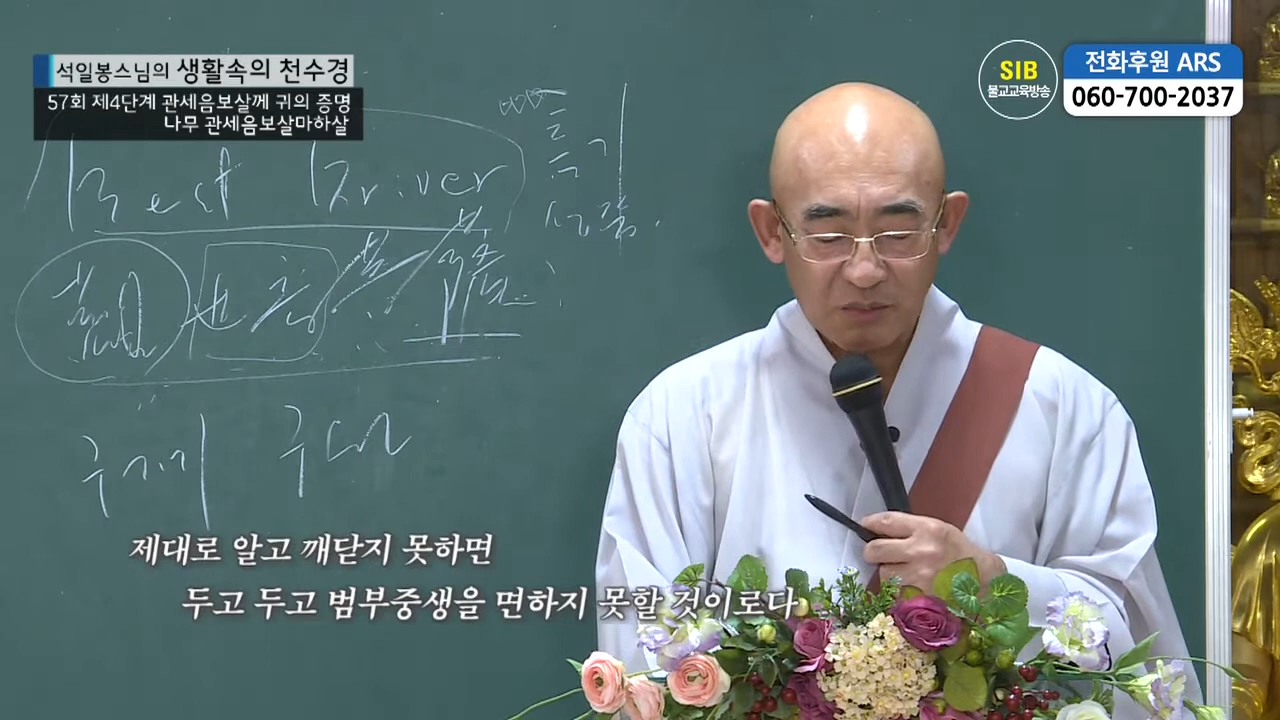 석일봉스님의 생활속의 천수경
57회 제4단계 관세음보살께 귀의 증명
나무 관세음보살마하살
SIB
불교교육방송
전화후원 ARS
060-700-2037
Best Driver
특기
제대로 알고 깨닫지 못하면
두고 두고 범부중생을 면하지 못할 것이로다